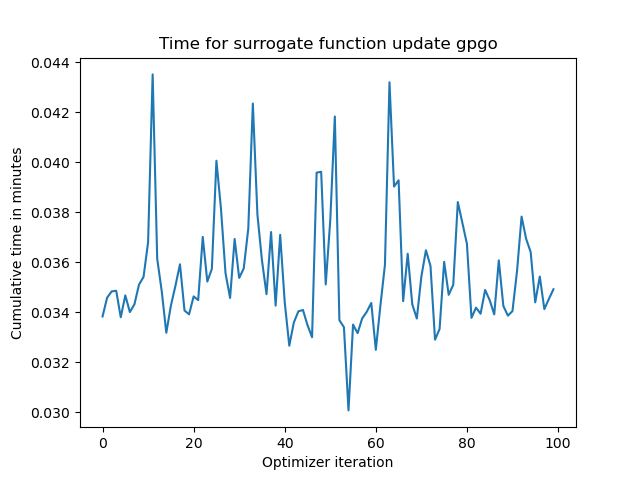 Time for surrogate function update gpgo
0.044
0.042
0.040
0.038
0.036
0.034
0.032
0.030
Cumulative time in minutes
0 20 40 60 80 100
Optimizer iteration